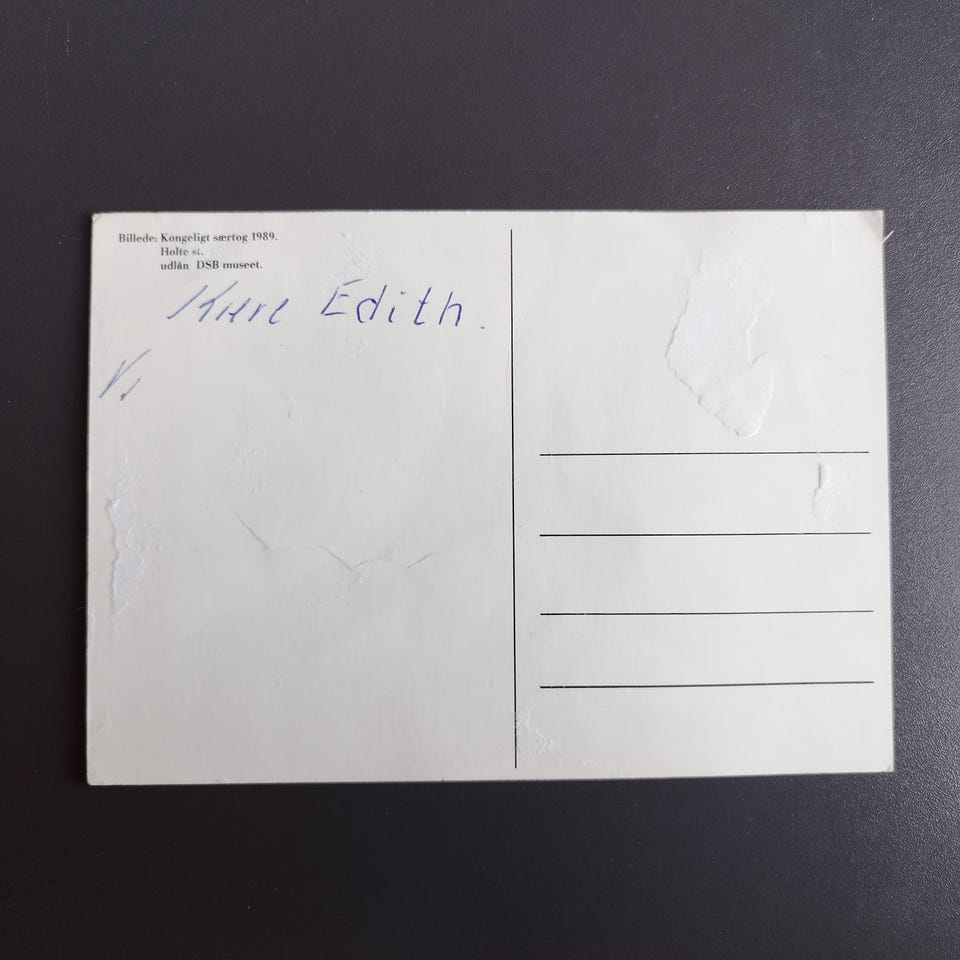 Billede: Kongeligt særtog 1989.
Holte st.
udlån DSB museet.
Kære Edith.
V.